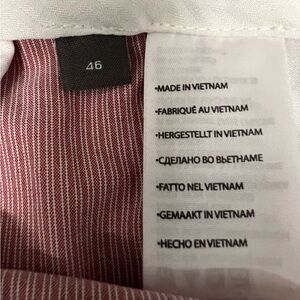 46
•MADE IN VIETNAM
•FABRIQUÉ AU VIETNAM
•HERGESTELLT IN VIETNAM
•СДЕЛАНО ВО ВЬЕТНАМЕ
•FATTO NEL VIETNAM
•GEMAAKT IN VIETNAM
•HECHO EN VIETNAM